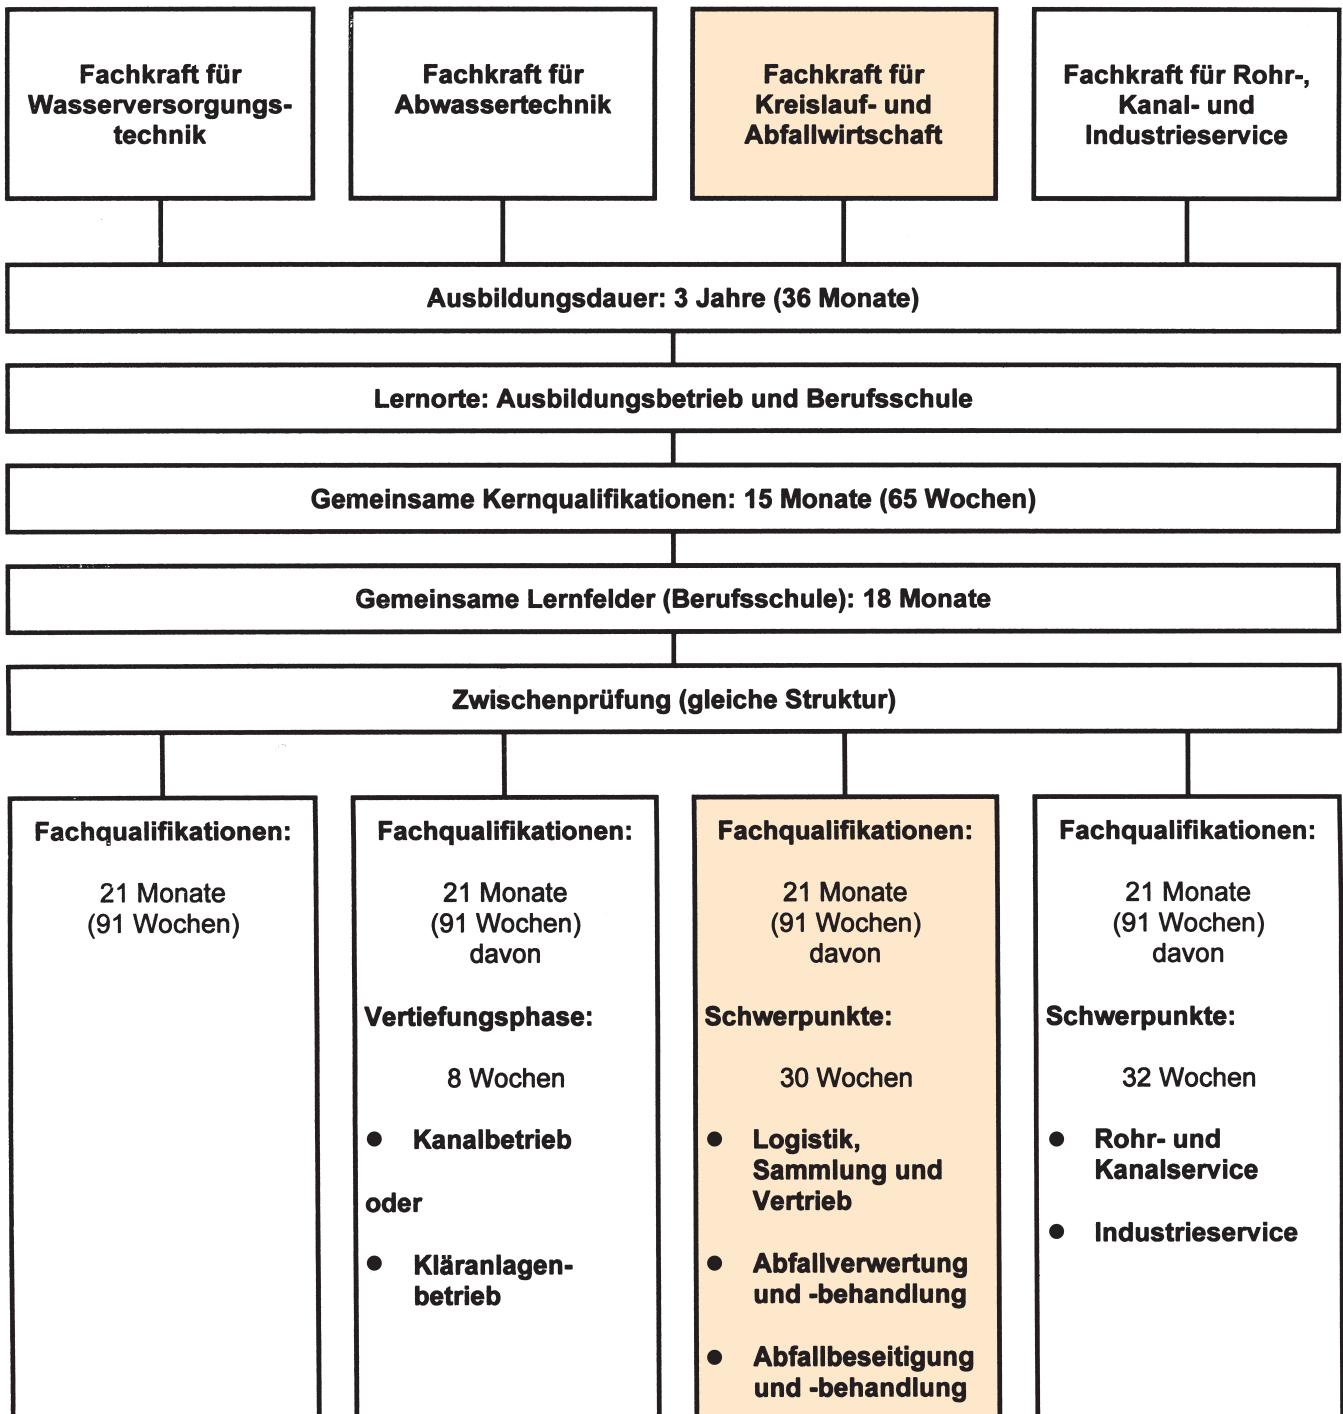 Fachkraft für
Wasserversorgungs-
technik
Fachkraft für
Abwassertechnik
Fachkraft für
Kreislauf- und
Abfallwirtschaft
Fachkraft für Rohr-,
Kanal- und
Industrieservice
Ausbildungsdauer: 3 Jahre (36 Monate)
Lernorte: Ausbildungsbetrieb und Berufsschule
Gemeinsame Kernqualifikationen: 15 Monate (65 Wochen)
Gemeinsame Lernfelder (Berufsschule): 18 Monate
Zwischenprüfung (gleiche Struktur)
Fachqualifikationen:
21 Monate
(91 Wochen)
Fachqualifikationen:
21 Monate
(91 Wochen)
davon
Vertiefungsphase:
8 Wochen
● Kanalbetrieb
oder
● Kläranlagen-
betrieb
Fachqualifikationen:
21 Monate
(91 Wochen)
davon
Schwerpunkte:
30 Wochen
● Logistik,
Sammlung und
Vertrieb
● Abfallverwertung
und -behandlung
● Abfallbeseitigung
und -behandlung
Fachqualifikationen:
21 Monate
(91 Wochen)
davon
Schwerpunkte:
32 Wochen
● Rohr- und
Kanalservice
● Industrieservice